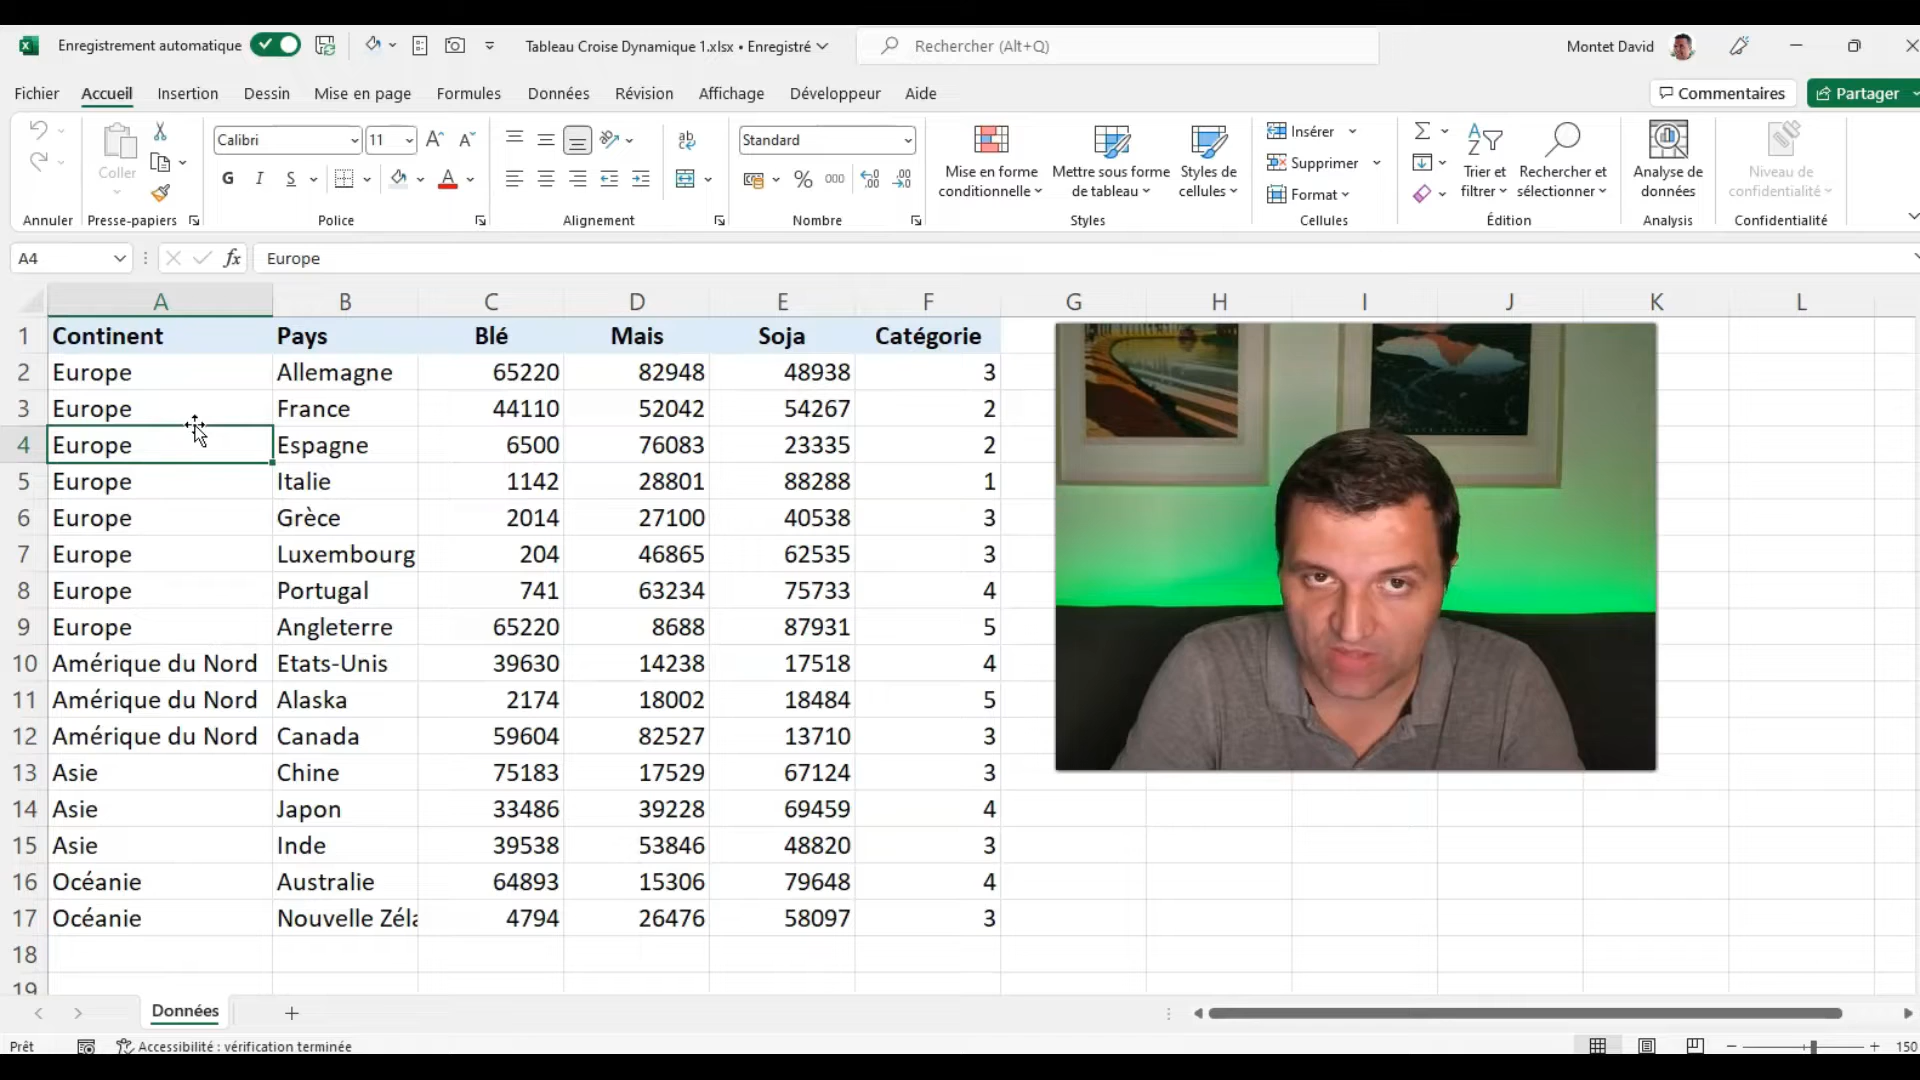 Enregistrement automatique
Tableau Croise Dynamique 1.xlsx • Enregistré
Rechercher (Alt+Q)
Montet David
Fichier Accueil Insertion Dessin Mise en page Formules Données Révision Affichage Développeur Aide
Commentaires
Partager
Coller
Calibri 11
G I S
Standard
% 000
Mise en forme conditionnelle
Mettre sous forme de tableau
Styles de cellules
Insérer
Supprimer
Format
Trier et filtrer
Rechercher et sélectionner
Analyse de données
Niveau de confidentialité
Annuler Presse-papiers Police Alignement Nombre Styles Cellules Édition Analysis Confidentialité
A4 fx Europe
A B C D E F G H I J K L
1 Continent Pays Blé Mais Soja Catégorie
2 Europe Allemagne 65220 82948 48938 3
3 Europe France 44110 52042 54267 2
4 Europe Espagne 6500 76083 23335 2
5 Europe Italie 1142 28801 88288 1
6 Europe Grèce 2014 27100 40538 3
7 Europe Luxembourg 204 46865 62535 3
8 Europe Portugal 741 63234 75733 4
9 Europe Angleterre 65220 8688 87931 5
10 Amérique du Nord Etats-Unis 39630 14238 17518 4
11 Amérique du Nord Alaska 2174 18002 18484 5
12 Amérique du Nord Canada 59604 82527 13710 3
13 Asie Chine 75183 17529 67124 3
14 Asie Japon 33486 39228 69459 4
15 Asie Inde 39538 53846 48820 3
16 Océanie Australie 64893 15306 79648 4
17 Océanie Nouvelle Zéla 4794 26476 58097 3
18
19
Données
Prêt
Accessibilité : vérification terminée
150